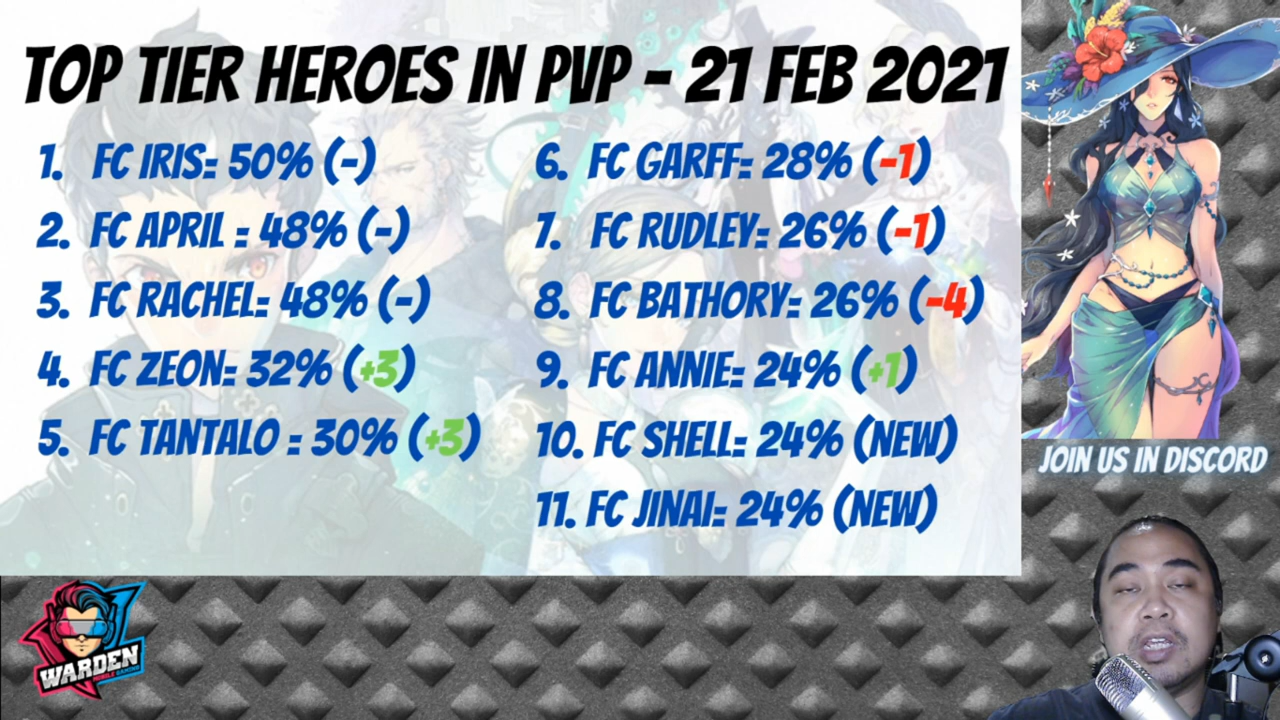 TOP TIER HEROES IN PVP - 21 FEB 2021
1. FC IRIS= 50% (-)
2. FC APRIL = 48% (-)
3. FC RACHEL= 48% (-)
4. FC ZEON= 32% (+3)
5. FC TANTALO = 30% (+3)
6. FC GARFF= 28% (-1)
7. FC RUDLEY= 26% (-1)
8. FC BATHORY= 26% (-4)
9. FC ANNIE= 24% (+1)
10. FC SHELL= 24% (NEW)
11. FC JINAI= 24% (NEW)
JOIN US IN DISCORD
WARDEN
MOBILE GAMING